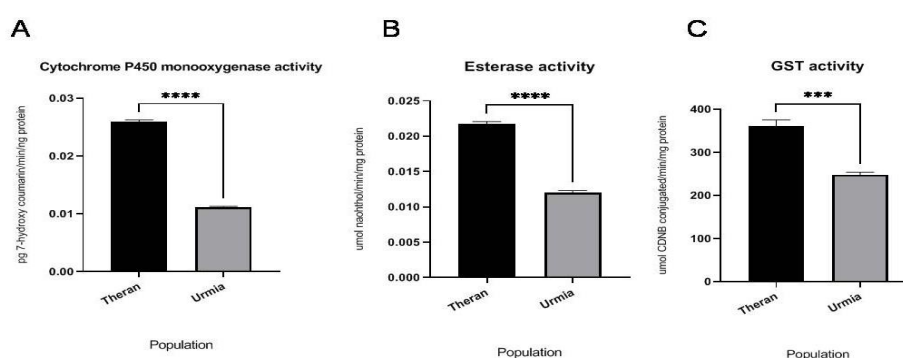 A
Cytochrome P450 monooxygenase activity
pg 7-hydroxy coumarin/min/ng protein
0.03
0.02
0.01
0.00
****
Theran
Urmia
Population
B
Esterase activity
umol naohthol/min/mg protein
0.025
0.020
0.015
0.010
0.005
0.000
****
Theran
Urmia
Population
C
GST activity
umol CDNB conjugated/min/mg protein
400
300
200
100
0
***
Theran
Urmia
Population